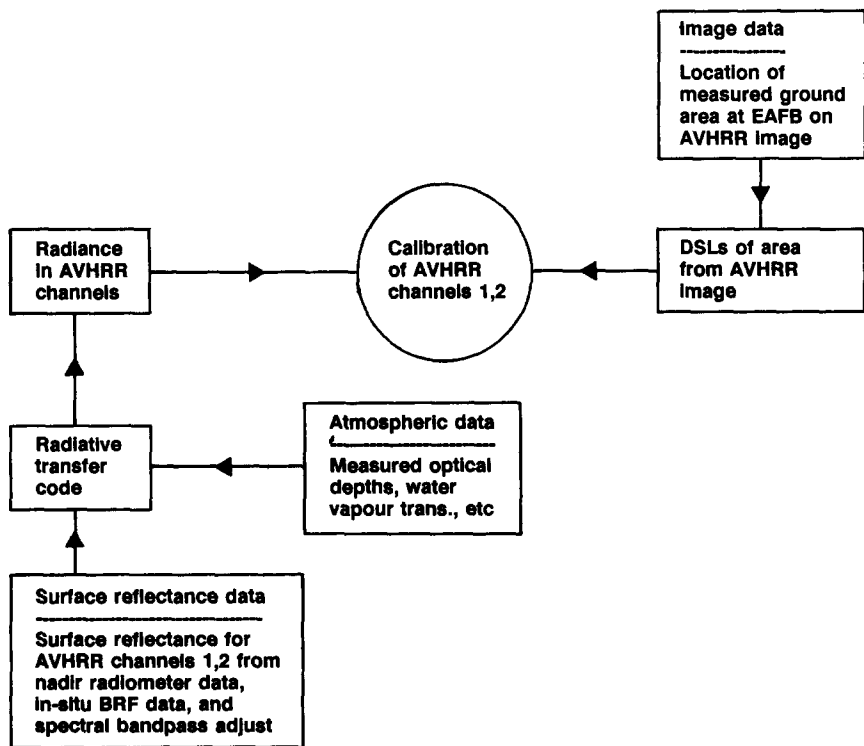 Image data
Location of
measured ground
area at EAFB on
AVHRR image
Radiance
in AVHRR
channels
Calibration
of AVHRR
channels 1,2
DSLs of area
from AVHRR
image
Radiative
transfer
code
Atmospheric data
Measured optical
depths, water
vapour trans., etc
Surface reflectance data
Surface reflectance for
AVHRR channels 1,2 from
nadir radiometer data,
in-situ BRF data, and
spectral bandpass adjust